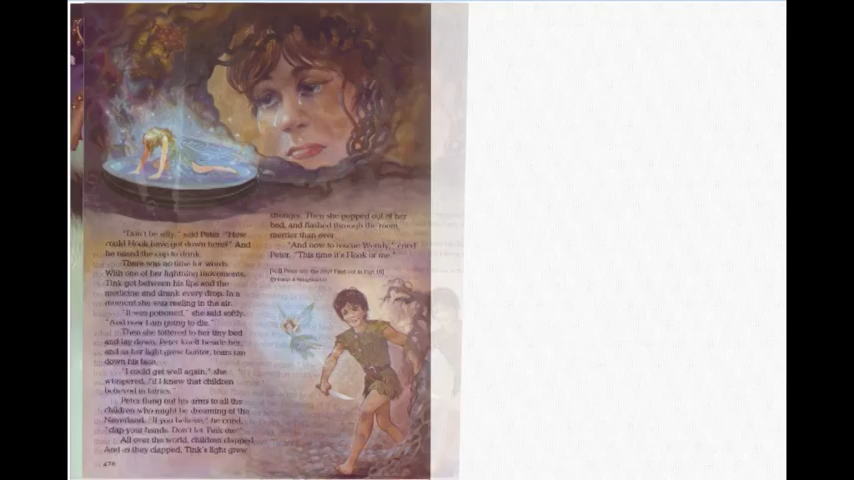 "Don't be silly," said Peter. "How
could Hook have got down here?" And
he raised the cup to drink.
There was no time for words.
With one of her lightning movements,
Tink got between his lips and the
medicine and drank every drop. In a
moment she was reeling in the air.
"It was poisoned," she said softly.
"And now I am going to die."
Then she tottered to her tiny bed
and lay down. Peter knelt beside her,
and as her light grew fainter, tears ran
down his face.
"I could get well again," she
whispered, "if I knew that children
believed in fairies."
Peter flung out his arms to all the
children who might be dreaming of the
Neverland. "If you believe," he cried,
"clap your hands. Don't let Tink die!"
All over the world, children clapped.
And as they clapped, Tink's light grew
stronger. Then she popped out of her
bed, and flashed through the room,
merrier than ever.
"And now to rescue Wendy," cried
Peter. "This time it's Hook or me."
476